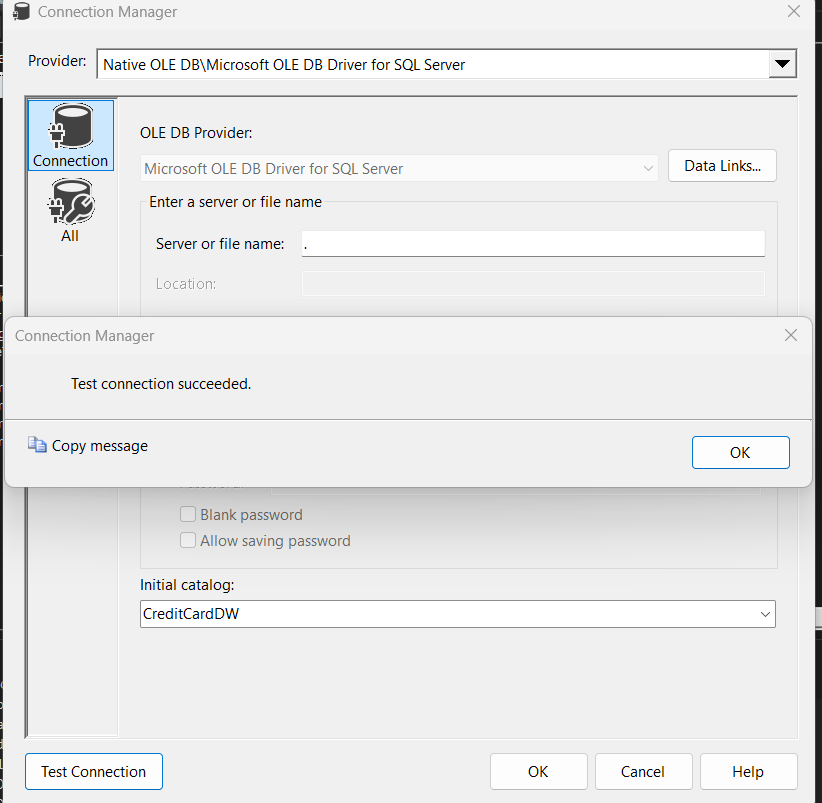 Connection Manager
Provider: Native OLE DB\Microsoft OLE DB Driver for SQL Server
Connection
All
OLE DB Provider:
Microsoft OLE DB Driver for SQL Server
Data Links...
Enter a server or file name
Server or file name: .
Location:
Connection Manager
Test connection succeeded.
Copy message
OK
Blank password
Allow saving password
Initial catalog:
CreditCardDW
Test Connection
OK
Cancel
Help